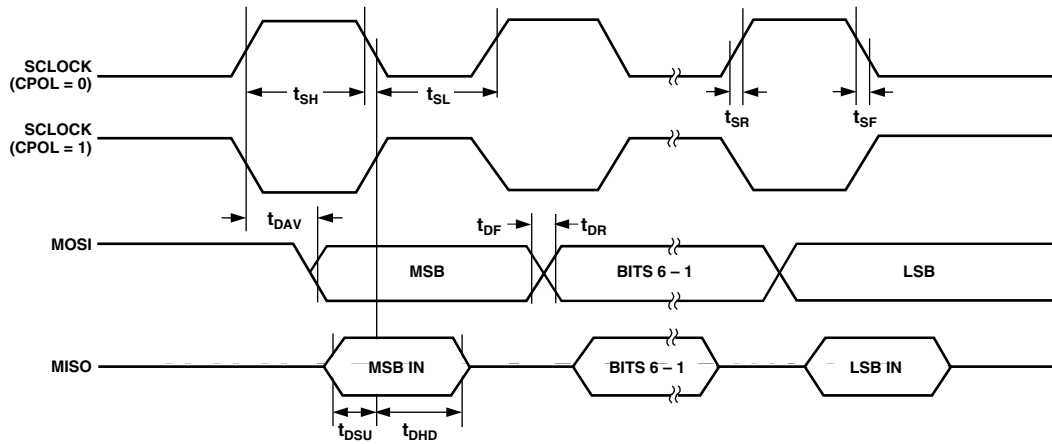 SCLOCK
(CPOL = 0)
tSH
tSL
tSR
tSF
SCLOCK
(CPOL = 1)
tDAV
tDF
tDR
MOSI
MSB
BITS 6 – 1
LSB
MISO
MSB IN
BITS 6 – 1
LSB IN
tDSU
tDHD